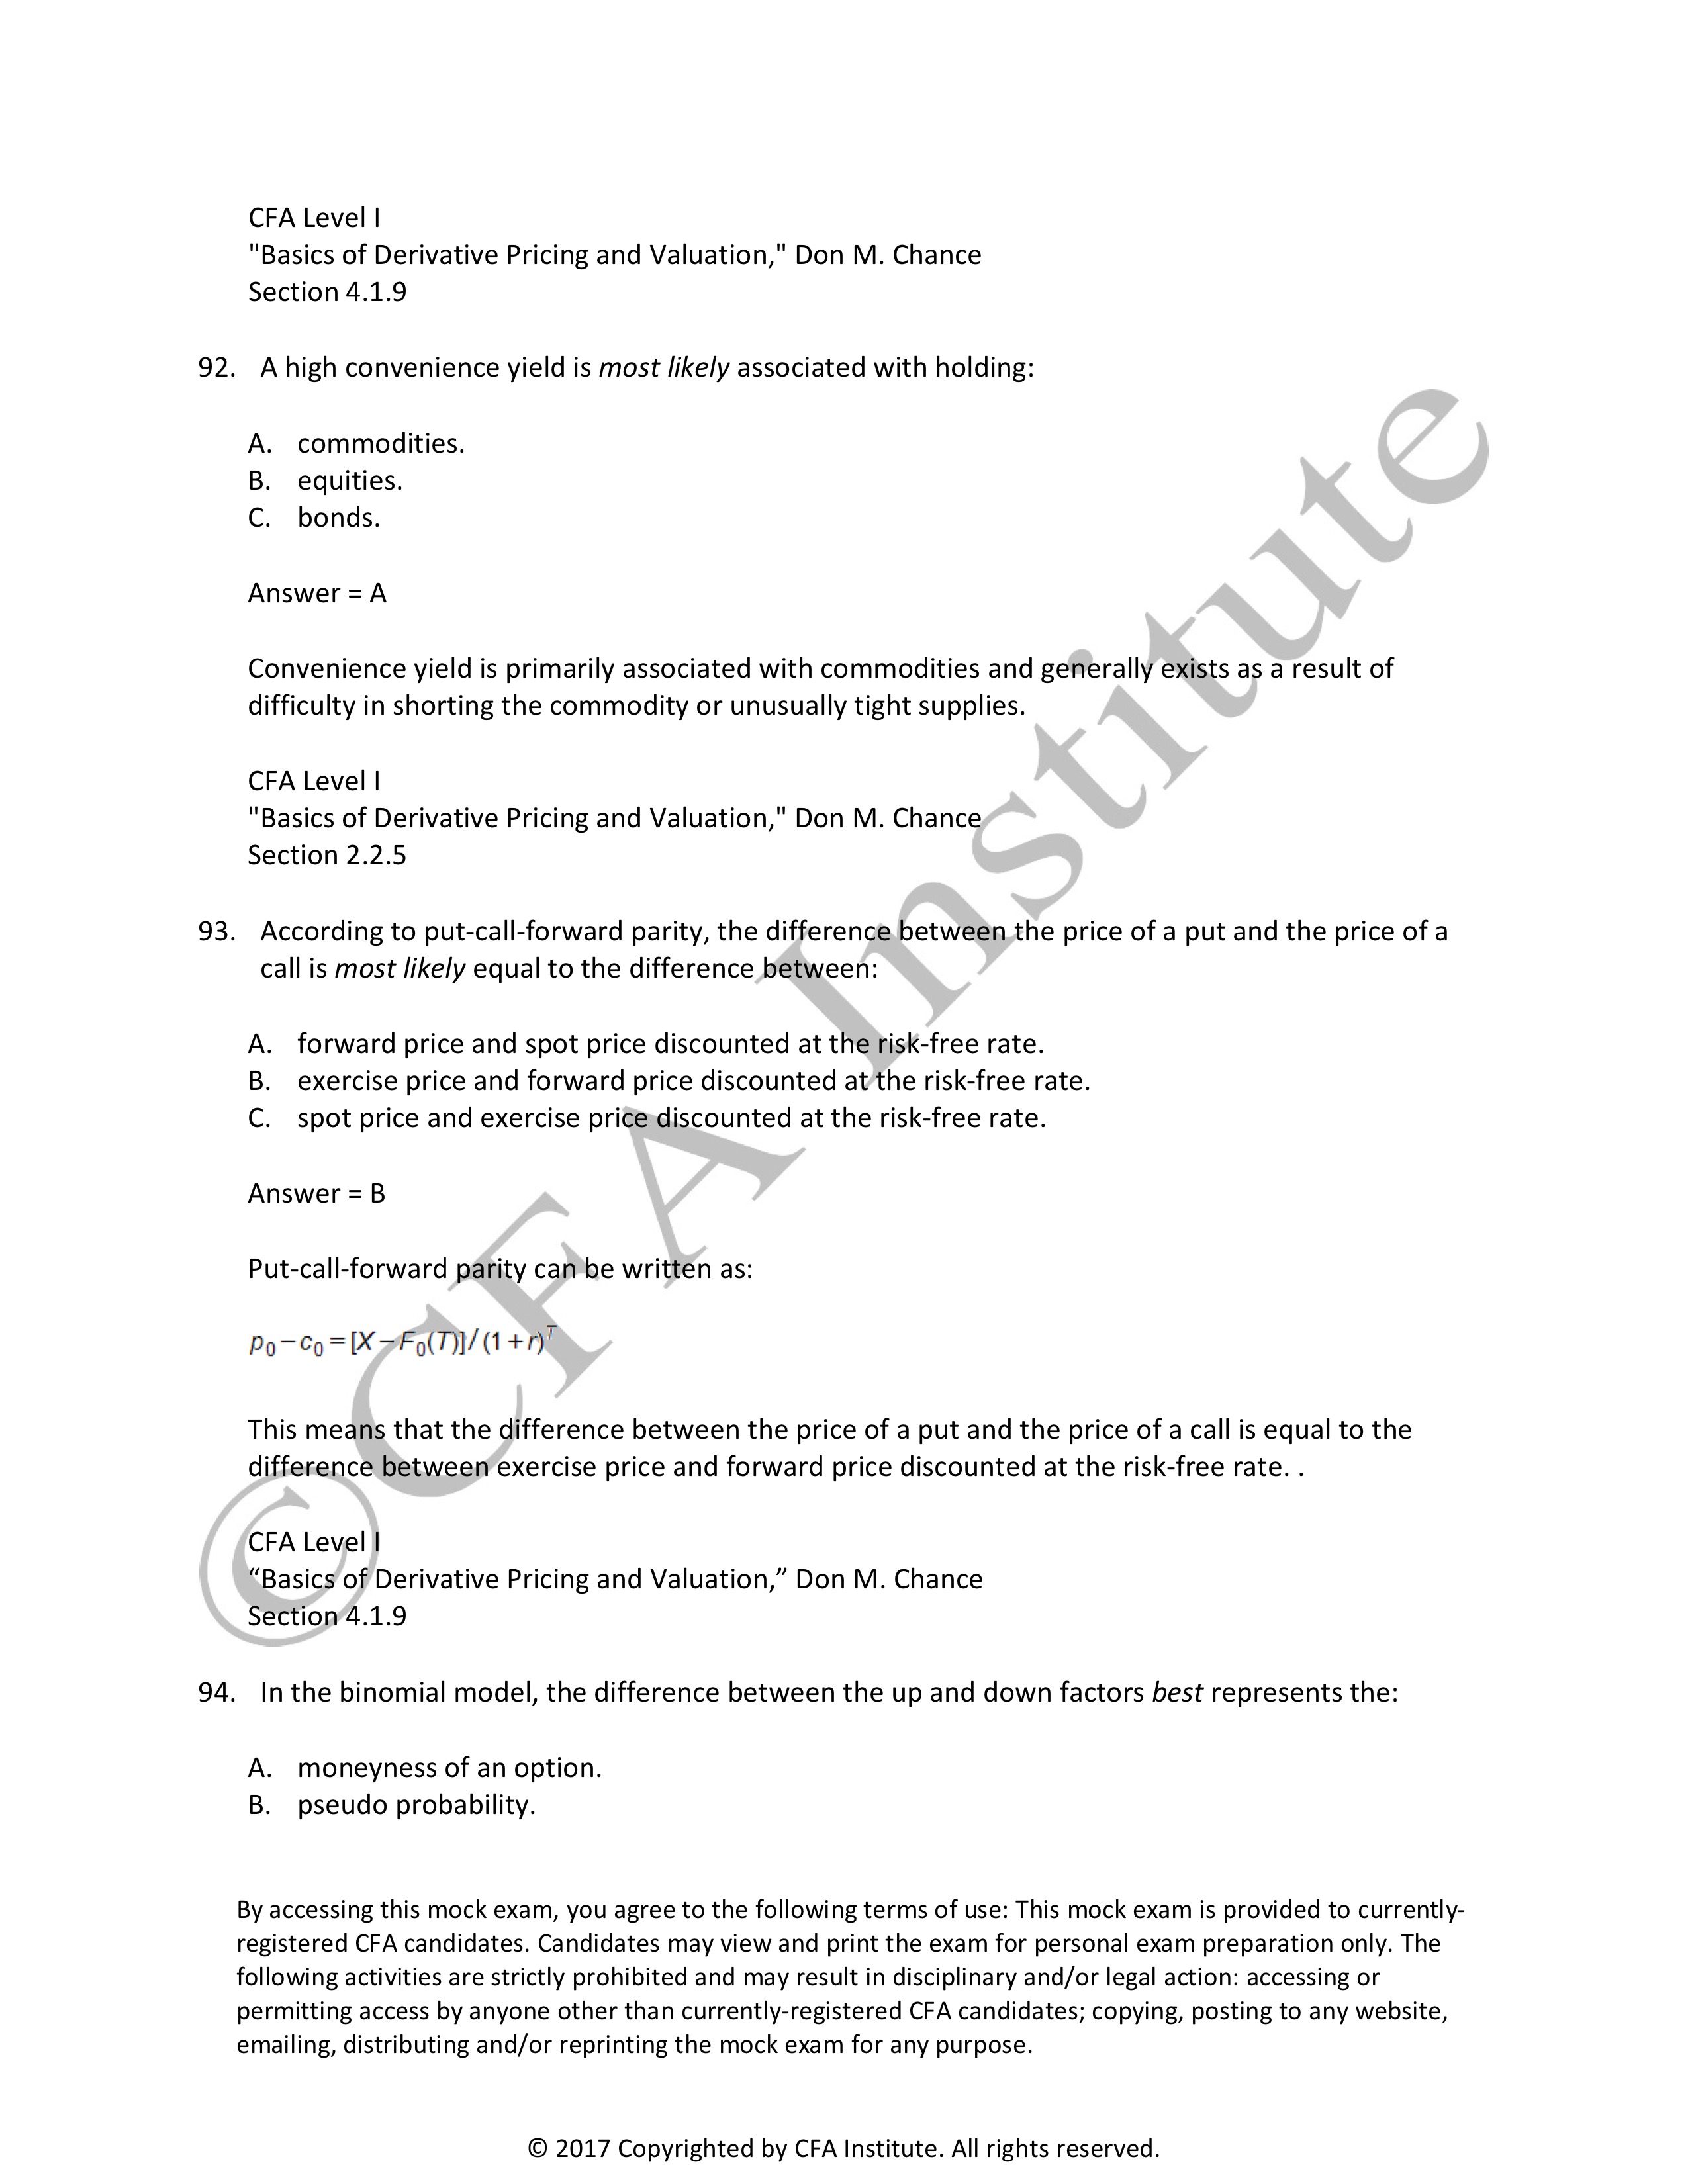 CFA Level I
"Basics of Derivative Pricing and Valuation," Don M. Chance
Section 4.1.9
92. A high convenience yield is most likely associated with holding:
A. commodities.
B. equities.
C. bonds.
Answer = A
Convenience yield is primarily associated with commodities and generally exists as a result of
difficulty in shorting the commodity or unusually tight supplies.
CFA Level I
"Basics of Derivative Pricing and Valuation," Don M. Chance
Section 2.2.5
93. According to put-call-forward parity, the difference between the price of a put and the price of a
call is most likely equal to the difference between:
A. forward price and spot price discounted at the risk-free rate.
B. exercise price and forward price discounted at the risk-free rate.
C. spot price and exercise price discounted at the risk-free rate.
Answer = B
Put-call-forward parity can be written as:
p₀ – c₀ = [X – F₀(T)] / (1 + r)ᵀ
This means that the difference between the price of a put and the price of a call is equal to the
difference between exercise price and forward price discounted at the risk-free rate. .
CFA Level I
“Basics of Derivative Pricing and Valuation,” Don M. Chance
Section 4.1.9
94. In the binomial model, the difference between the up and down factors best represents the:
A. moneyness of an option.
B. pseudo probability.
By accessing this mock exam, you agree to the following terms of use: This mock exam is provided to currently-
registered CFA candidates. Candidates may view and print the exam for personal exam preparation only. The
following activities are strictly prohibited and may result in disciplinary and/or legal action: accessing or
permitting access by anyone other than currently-registered CFA candidates; copying, posting to any website,
emailing, distributing and/or reprinting the mock exam for any purpose.
© 2017 Copyrighted by CFA Institute. All rights reserved.
© CFA Institute